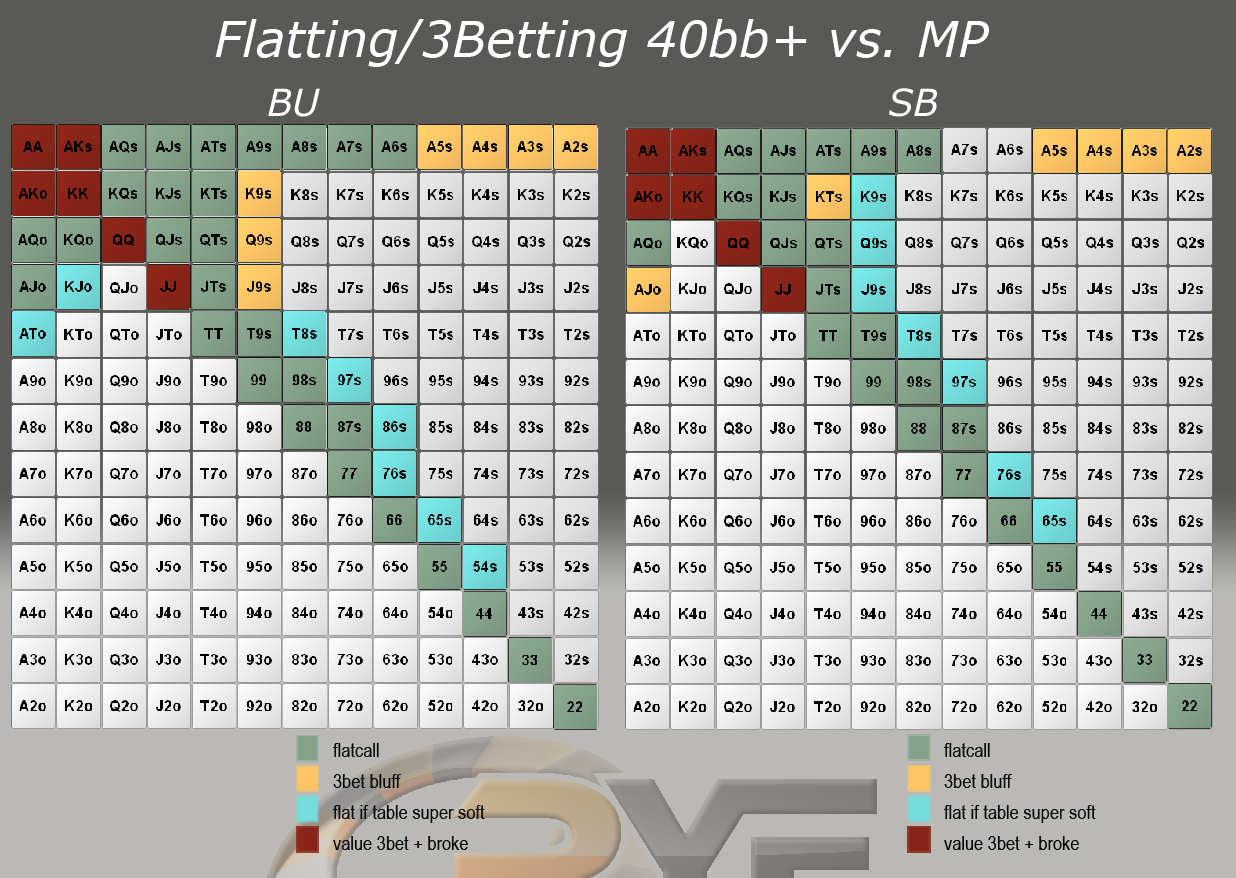 Flatting/3Betting 40bb+ vs. MP
BU
AA AKs AQs AJs ATs A9s A8s A7s A6s A5s A4s A3s A2s
AKo KK KQs KJs KTs K9s K8s K7s K6s K5s K4s K3s K2s
AQo KQo QQ QJs QTs Q9s Q8s Q7s Q6s Q5s Q4s Q3s Q2s
AJo KJo QJo JJ JTs J9s J8s J7s J6s J5s J4s J3s J2s
ATo KTo QTo JTo TT T9s T8s T7s T6s T5s T4s T3s T2s
A9o K9o Q9o J9o T9o 99 98s 97s 96s 95s 94s 93s 92s
A8o K8o Q8o J8o T8o 98o 88 87s 86s 85s 84s 83s 82s
A7o K7o Q7o J7o T7o 97o 87o 77 76s 75s 74s 73s 72s
A6o K6o Q6o J6o T6o 96o 86o 76o 66 65s 64s 63s 62s
A5o K5o Q5o J5o T5o 95o 85o 75o 65o 55 54s 53s 52s
A4o K4o Q4o J4o T4o 94o 84o 74o 64o 54o 44 43s 42s
A3o K3o Q3o J3o T3o 93o 83o 73o 63o 53o 43o 33 32s
A2o K2o Q2o J2o T2o 92o 82o 72o 62o 52o 42o 32o 22
flatcall
3bet bluff
flat if table super soft
value 3bet + broke
SB
AA AKs AQs AJs ATs A9s A8s A7s A6s A5s A4s A3s A2s
AKo KK KQs KJs KTs K9s K8s K7s K6s K5s K4s K3s K2s
AQo KQo QQ QJs QTs Q9s Q8s Q7s Q6s Q5s Q4s Q3s Q2s
AJo KJo QJo JJ JTs J9s J8s J7s J6s J5s J4s J3s J2s
ATo KTo QTo JTo TT T9s T8s T7s T6s T5s T4s T3s T2s
A9o K9o Q9o J9o T9o 99 98s 97s 96s 95s 94s 93s 92s
A8o K8o Q8o J8o T8o 98o 88 87s 86s 85s 84s 83s 82s
A7o K7o Q7o J7o T7o 97o 87o 77 76s 75s 74s 73s 72s
A6o K6o Q6o J6o T6o 96o 86o 76o 66 65s 64s 63s 62s
A5o K5o Q5o J5o T5o 95o 85o 75o 65o 55 54s 53s 52s
A4o K4o Q4o J4o T4o 94o 84o 74o 64o 54o 44 43s 42s
A3o K3o Q3o J3o T3o 93o 83o 73o 63o 53o 43o 33 32s
A2o K2o Q2o J2o T2o 92o 82o 72o 62o 52o 42o 32o 22
flatcall
3bet bluff
flat if table super soft
value 3bet + broke